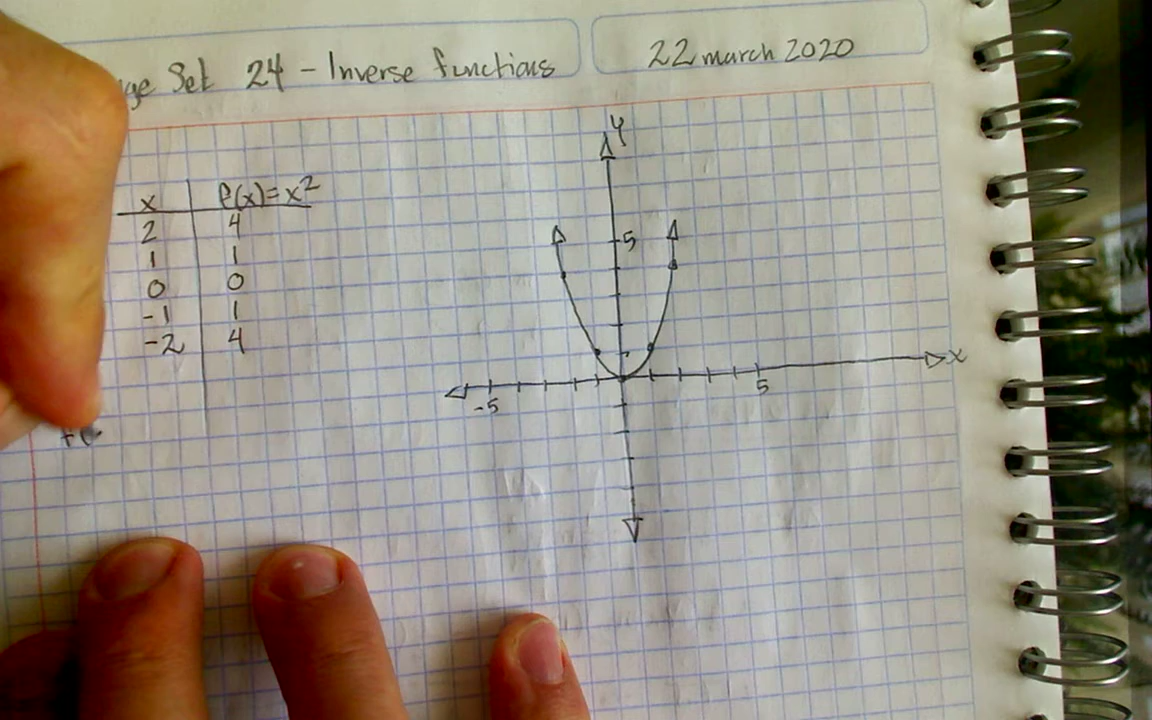 Set 24 - Inverse functions
22 march 2020
x f(x)=x²
2 4
1 1
0 0
-1 1
-2 4
y
5
x
-5
5